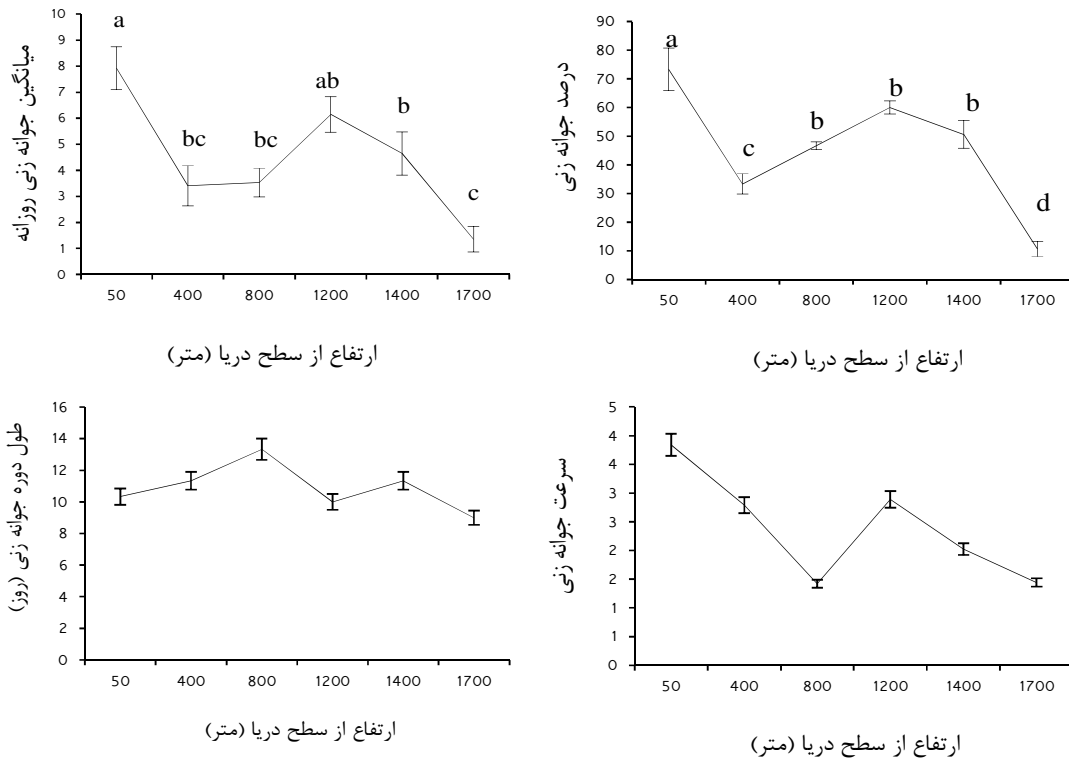 میانگین جوانه زنی روزانه
10
9
8
7
6
5
4
3
2
1
0
a
bc
bc
ab
b
c
50 400 800 1200 1400 1700
ارتفاع از سطح دریا (متر)
درصد جوانه زنی
90
80
70
60
50
40
30
20
10
0
a
c
b
b
b
d
50 400 800 1200 1400 1700
ارتفاع از سطح دریا (متر)
طول دوره جوانه زنی (روز)
16
14
12
10
8
6
4
2
0
50 400 800 1200 1400 1700
ارتفاع از سطح دریا (متر)
سرعت جوانه زنی
5
4
4
3
3
2
2
1
1
0
50 400 800 1200 1400 1700
ارتفاع از سطح دریا (متر)